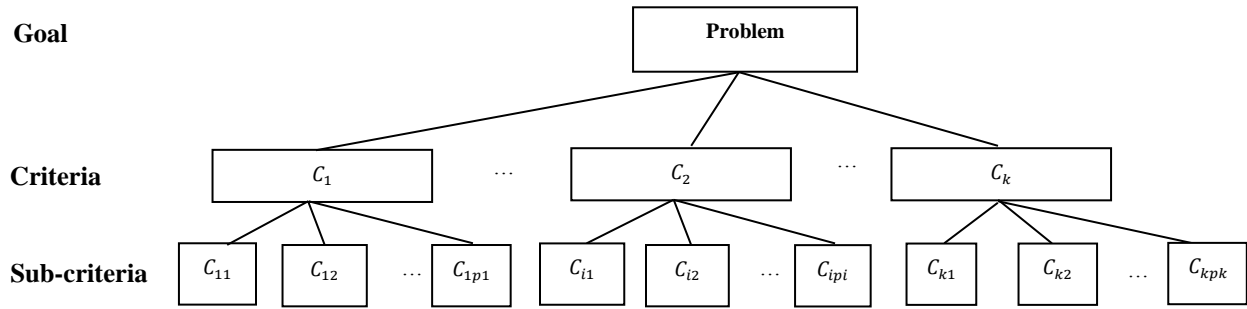 Goal
Problem
Criteria
C₁ … C₂ … Cₖ
Sub-criteria
C₁₁ C₁₂ … C₁ₚ₁ Cᵢ₁ Cᵢ₂ … Cᵢₚᵢ Cₖ₁ Cₖ₂ … Cₖₚₖ